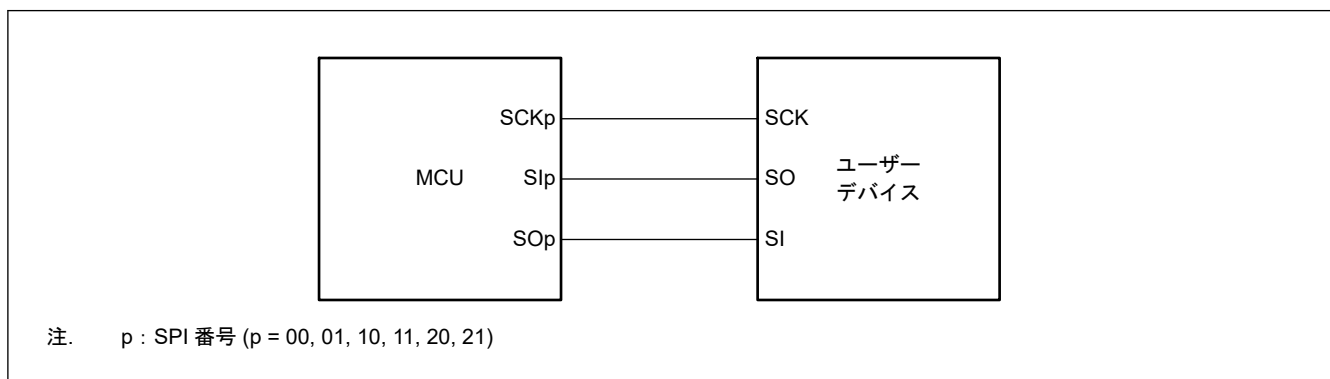 SCKp
SCK
MCU
SIp
SO
ユーザー
デバイス
SOp
SI
注. p：SPI 番号 (p = 00, 01, 10, 11, 20, 21)